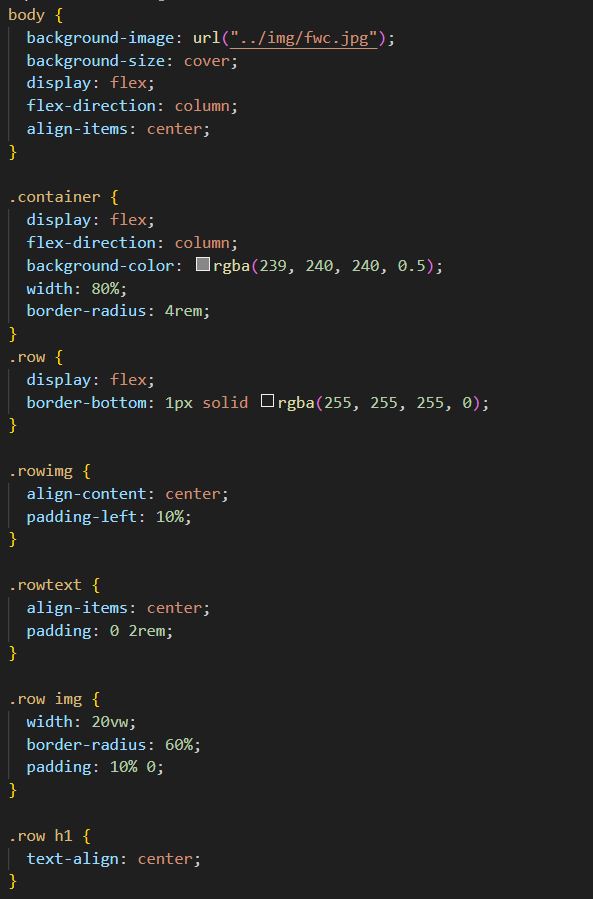 body {
  background-image: url("../img/fwc.jpg");
  background-size: cover;
  display: flex;
  flex-direction: column;
  align-items: center;
}

.container {
  display: flex;
  flex-direction: column;
  background-color: rgba(239, 240, 240, 0.5);
  width: 80%;
  border-radius: 4rem;
}
.row {
  display: flex;
  border-bottom: 1px solid rgba(255, 255, 255, 0);
}

.rowimg {
  align-content: center;
  padding-left: 10%;
}

.rowtext {
  align-items: center;
  padding: 0 2rem;
}

.row img {
  width: 20vw;
  border-radius: 60%;
  padding: 10% 0;
}

.row h1 {
  text-align: center;
}